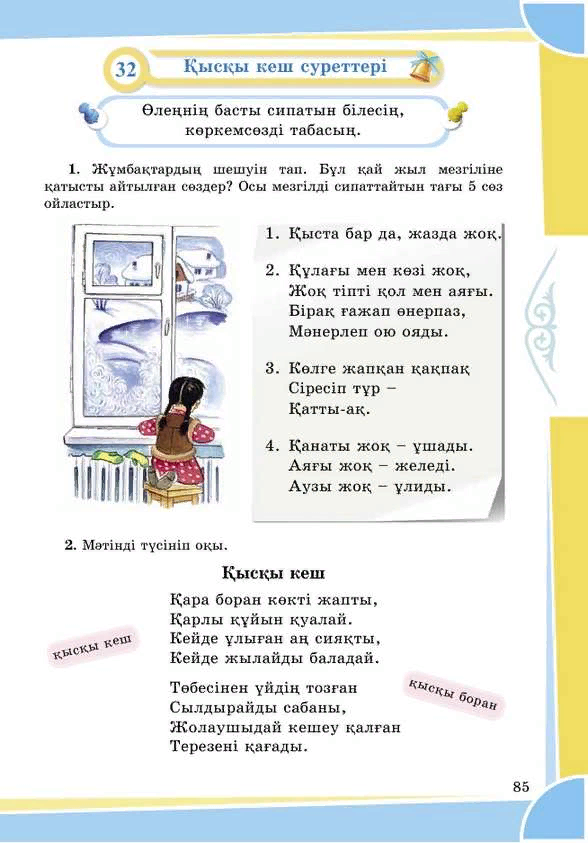 32
Қысқы кеш суреттері
Өлеңнің басты сипатын білесің,
көркемсөзді табасың.
1. Жұмбақтардың шешуін тап. Бұл қай жыл мезгіліне
қатысты айтылған сөздер? Осы мезгілді сипаттайтын тағы 5 сөз
ойластыр.
1. Қыста бар да, жазда жоқ.
2. Құлағы мен көзі жоқ,
Жоқ тіпті қол мен аяғы.
Бірақ ғажап өнерпаз,
Мәнерлеп ою ояды.
3. Көлге жапқан қақпақ
Сіресіп тұр –
Қатты-ақ.
4. Қанаты жоқ – ұшады.
Аяғы жоқ – желеді.
Аузы жоқ – ұлиды.
2. Мәтінді түсініп оқы.
Қысқы кеш
Қара боран көкті жапты,
Қарлы құйын қуалай.
Кейде ұлыған аң сияқты,
Кейде жылайды баладай.
қысқы кеш
Төбесінен үйдің тозған
Сылдырайды сабаны,
Жолаушыдай кешеу қалған
Терезені қағады.
қысқы боран
85